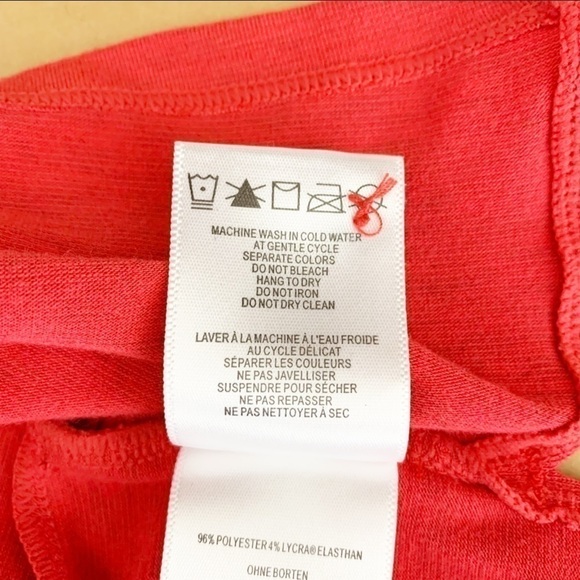 MACHINE WASH IN COLD WATER
AT GENTLE CYCLE
SEPARATE COLORS
DO NOT BLEACH
HANG TO DRY
DO NOT IRON
DO NOT DRY CLEAN
LAVER À LA MACHINE À L'EAU FROIDE
AU CYCLE DÉLICAT
SÉPARER LES COULEURS
NE PAS JAVELLISER
SUSPENDRE POUR SÉCHER
NE PAS REPASSER
NE PAS NETTOYER À SEC
96% POLYESTER 4% LYCRA® ELASTHAN
OHNE BORTEN